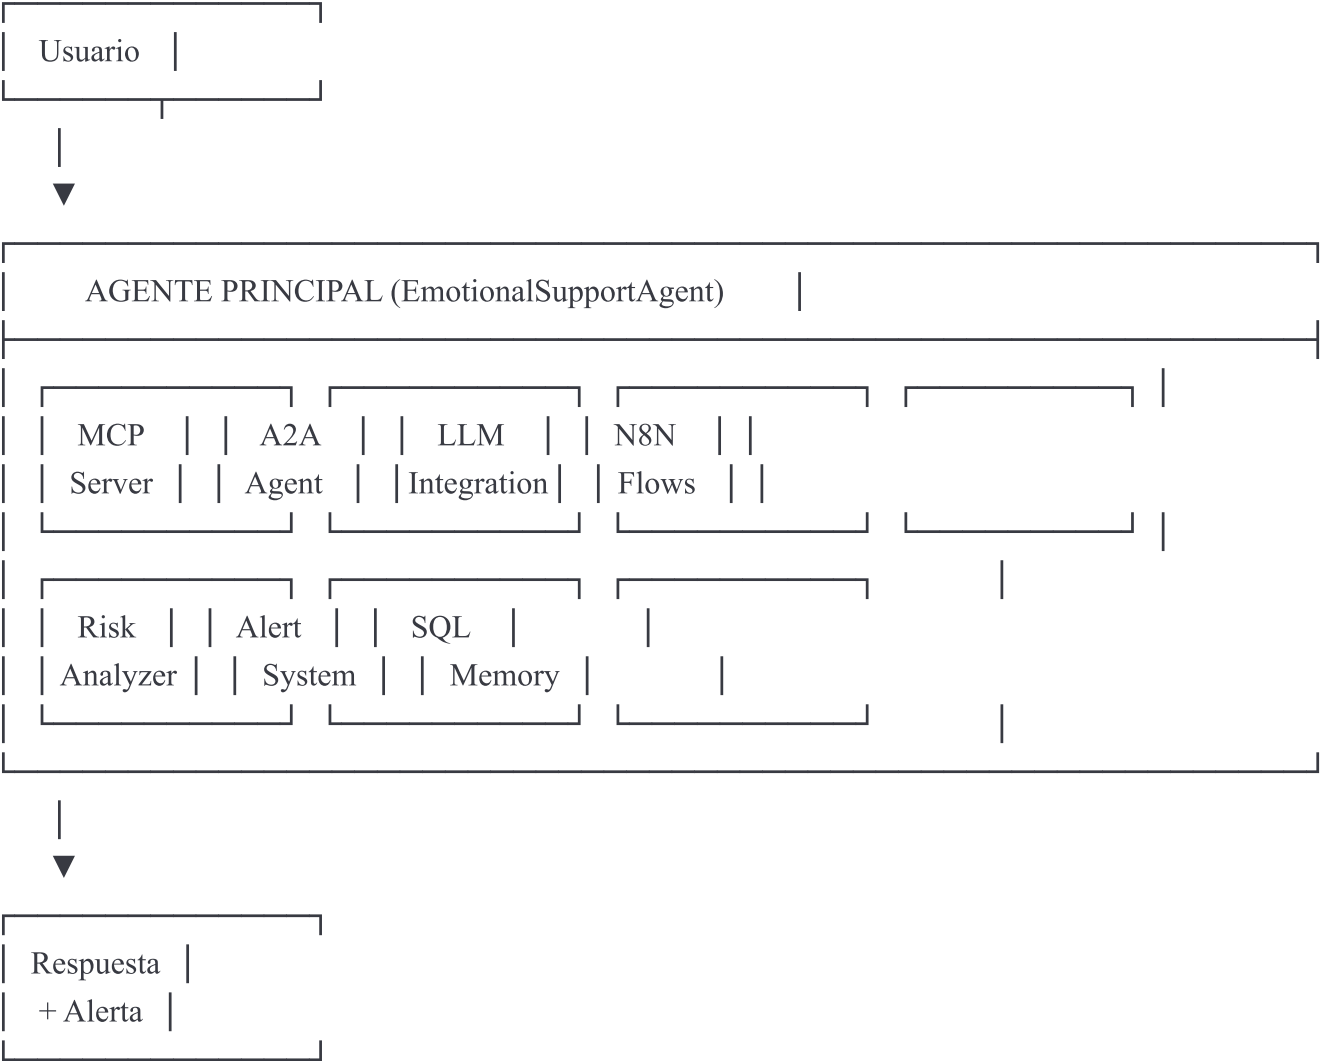 Usuario
▼
AGENTE PRINCIPAL (EmotionalSupportAgent)
MCP A2A LLM N8N
Server Agent Integration Flows
Risk Alert SQL
Analyzer System Memory
▼
Respuesta
+ Alerta